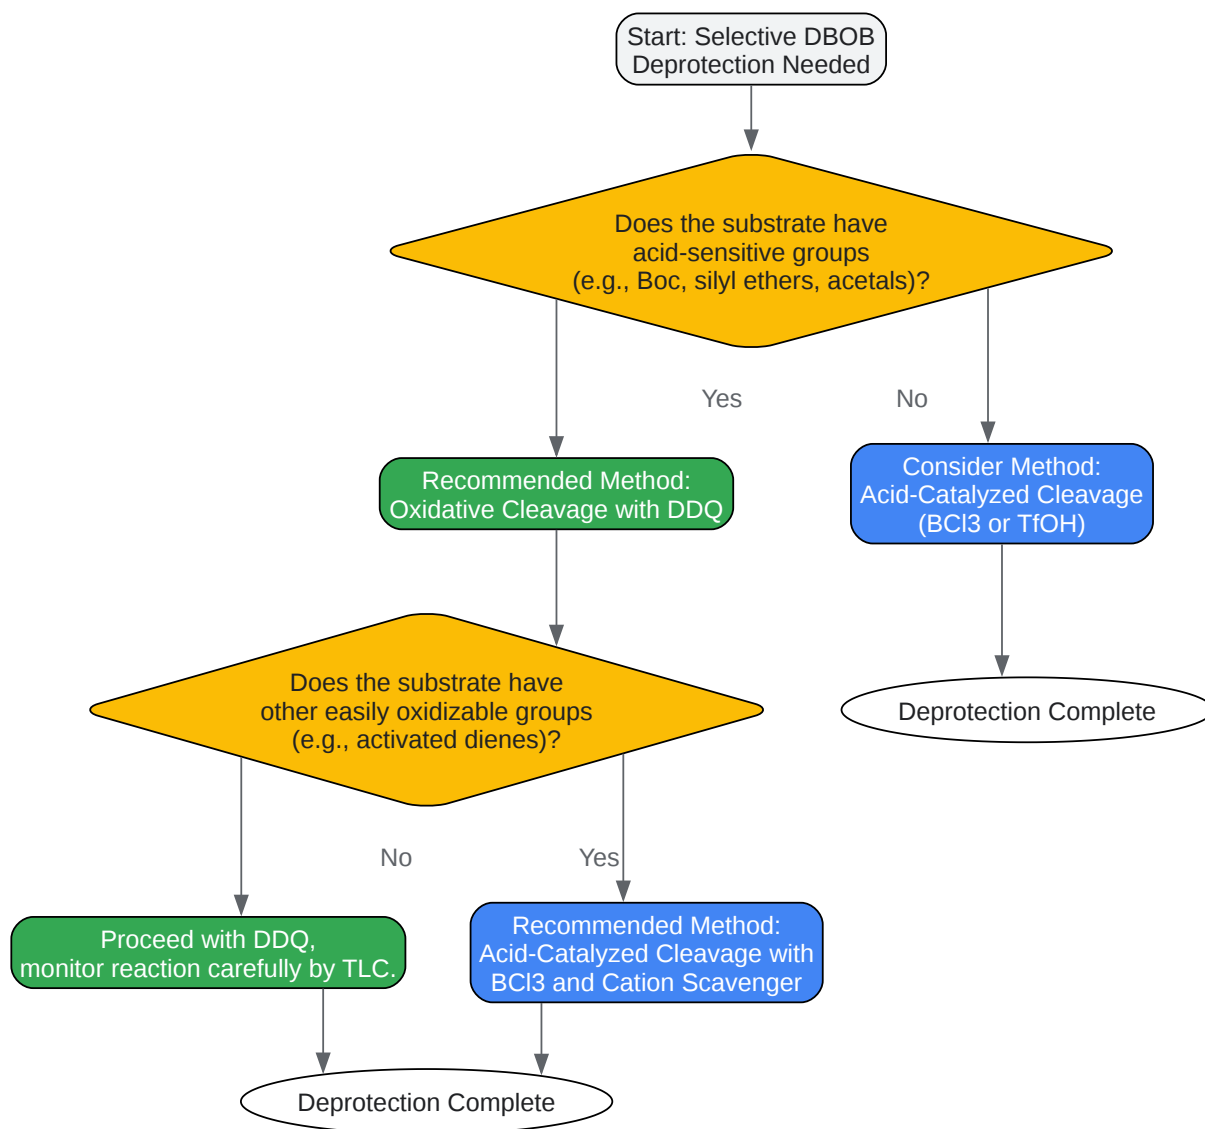 Start: Selective DBOB
Deprotection Needed
Does the substrate have
acid-sensitive groups
(e.g., Boc, silyl ethers, acetals)?
Yes
No
Recommended Method:
Oxidative Cleavage with DDQ
Consider Method:
Acid-Catalyzed Cleavage
(BCl3 or TfOH)
Does the substrate have
other easily oxidizable groups
(e.g., activated dienes)?
Deprotection Complete
No
Yes
Proceed with DDQ,
monitor reaction carefully by TLC.
Recommended Method:
Acid-Catalyzed Cleavage with
BCl3 and Cation Scavenger
Deprotection Complete